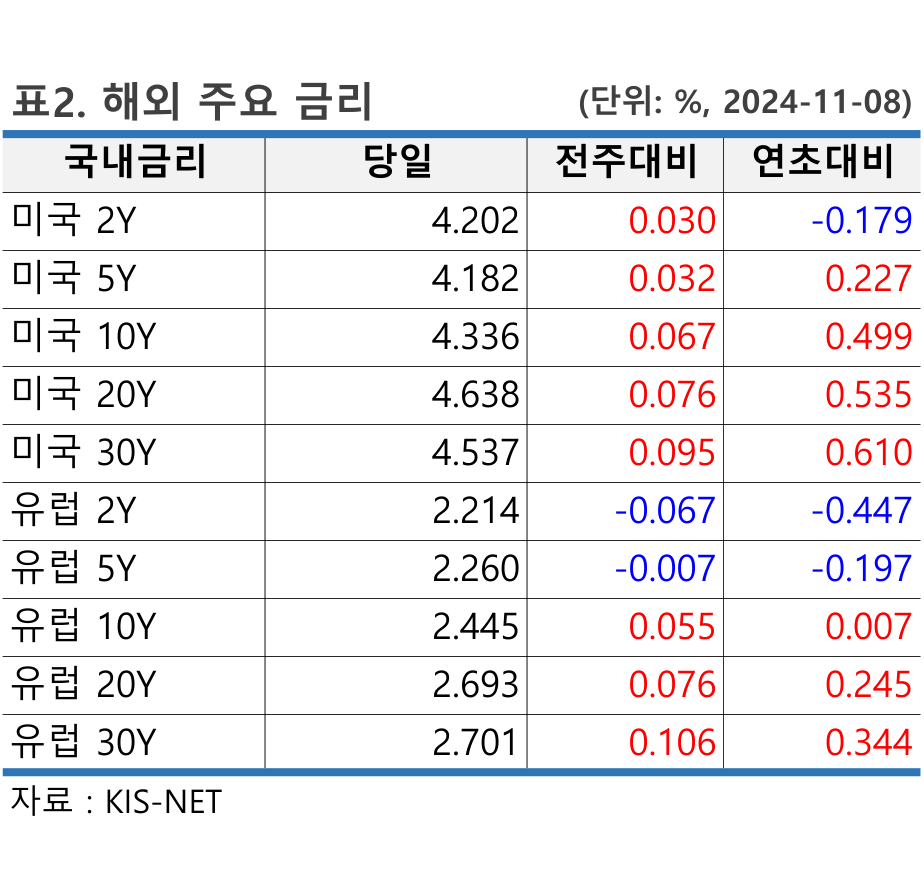 표2. 해외 주요 금리 (단위: %, 2024-11-08)
국내금리 당일 전주대비 연초대비
미국 2Y 4.202 0.030 -0.179
미국 5Y 4.182 0.032 0.227
미국 10Y 4.336 0.067 0.499
미국 20Y 4.638 0.076 0.535
미국 30Y 4.537 0.095 0.610
유럽 2Y 2.214 -0.067 -0.447
유럽 5Y 2.260 -0.007 -0.197
유럽 10Y 2.445 0.055 0.007
유럽 20Y 2.693 0.076 0.245
유럽 30Y 2.701 0.106 0.344
자료 : KIS-NET